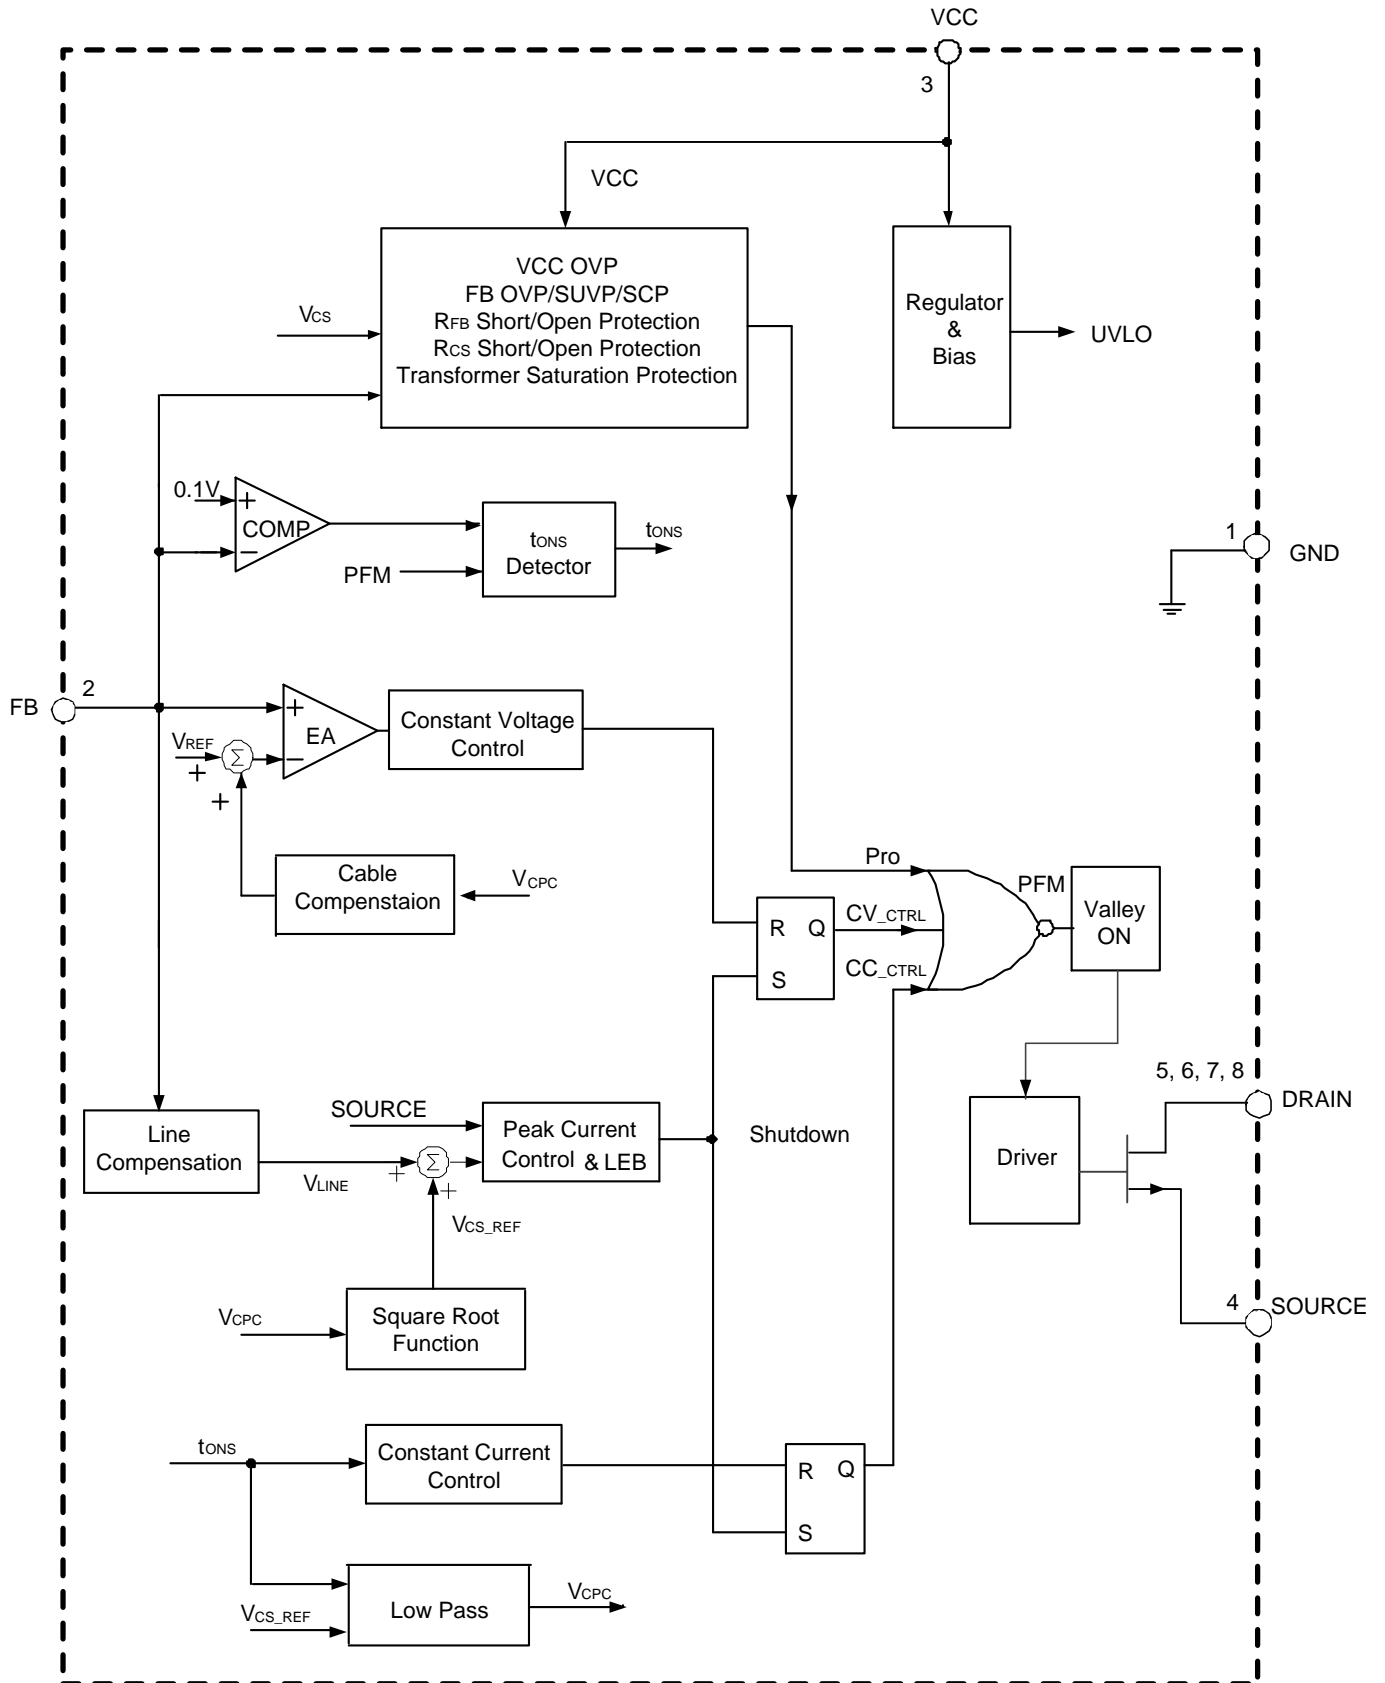 VCC
3
VCC
VCC OVP
FB OVP/SUVP/SCP
RFB Short/Open Protection
RCS Short/Open Protection
Transformer Saturation Protection
VCS
Regulator
&
Bias
UVLO
0.1V
+
COMP
−
PFM
tONS
Detector
tONS
1
GND
FB
2
+
EA
−
VREF
Σ
+
+
Constant Voltage
Control
Cable
Compenstaion
VCPC
Pro
PFM
Valley
ON
R
Q
S
CV_CTRL
CC_CTRL
5, 6, 7, 8
DRAIN
Line
Compensation
SOURCE
Peak Current
Control & LEB
Shutdown
Driver
VLINE
+
Σ
+
VCS_REF
4
SOURCE
VCPC
Square Root
Function
tONS
Constant Current
Control
R
Q
S
VCS_REF
Low Pass
VCPC